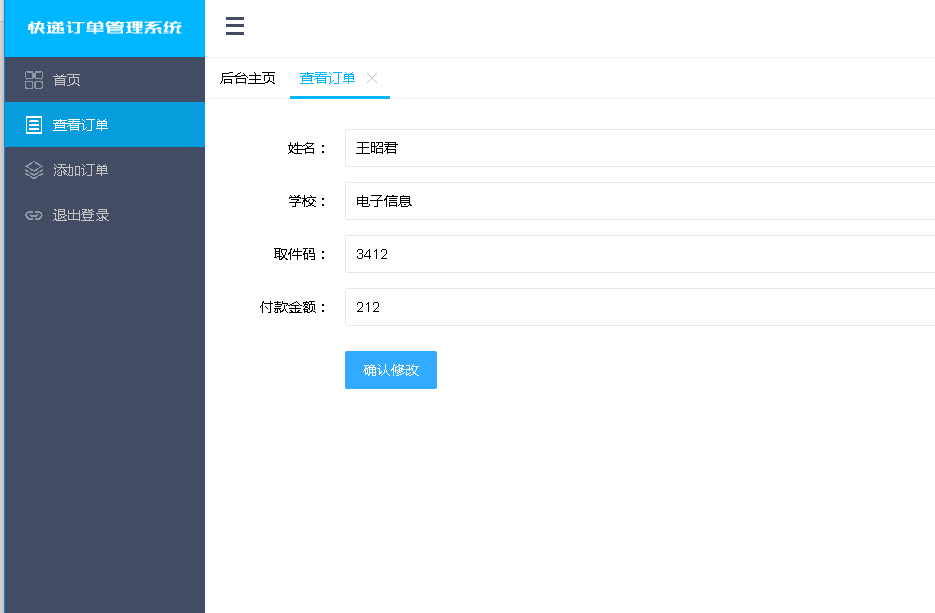 快递订单管理系统
首页
查看订单
添加订单
退出登录
后台主页 查看订单
姓名： 王昭君
学校： 电子信息
取件码： 3412
付款金额： 212
确认修改